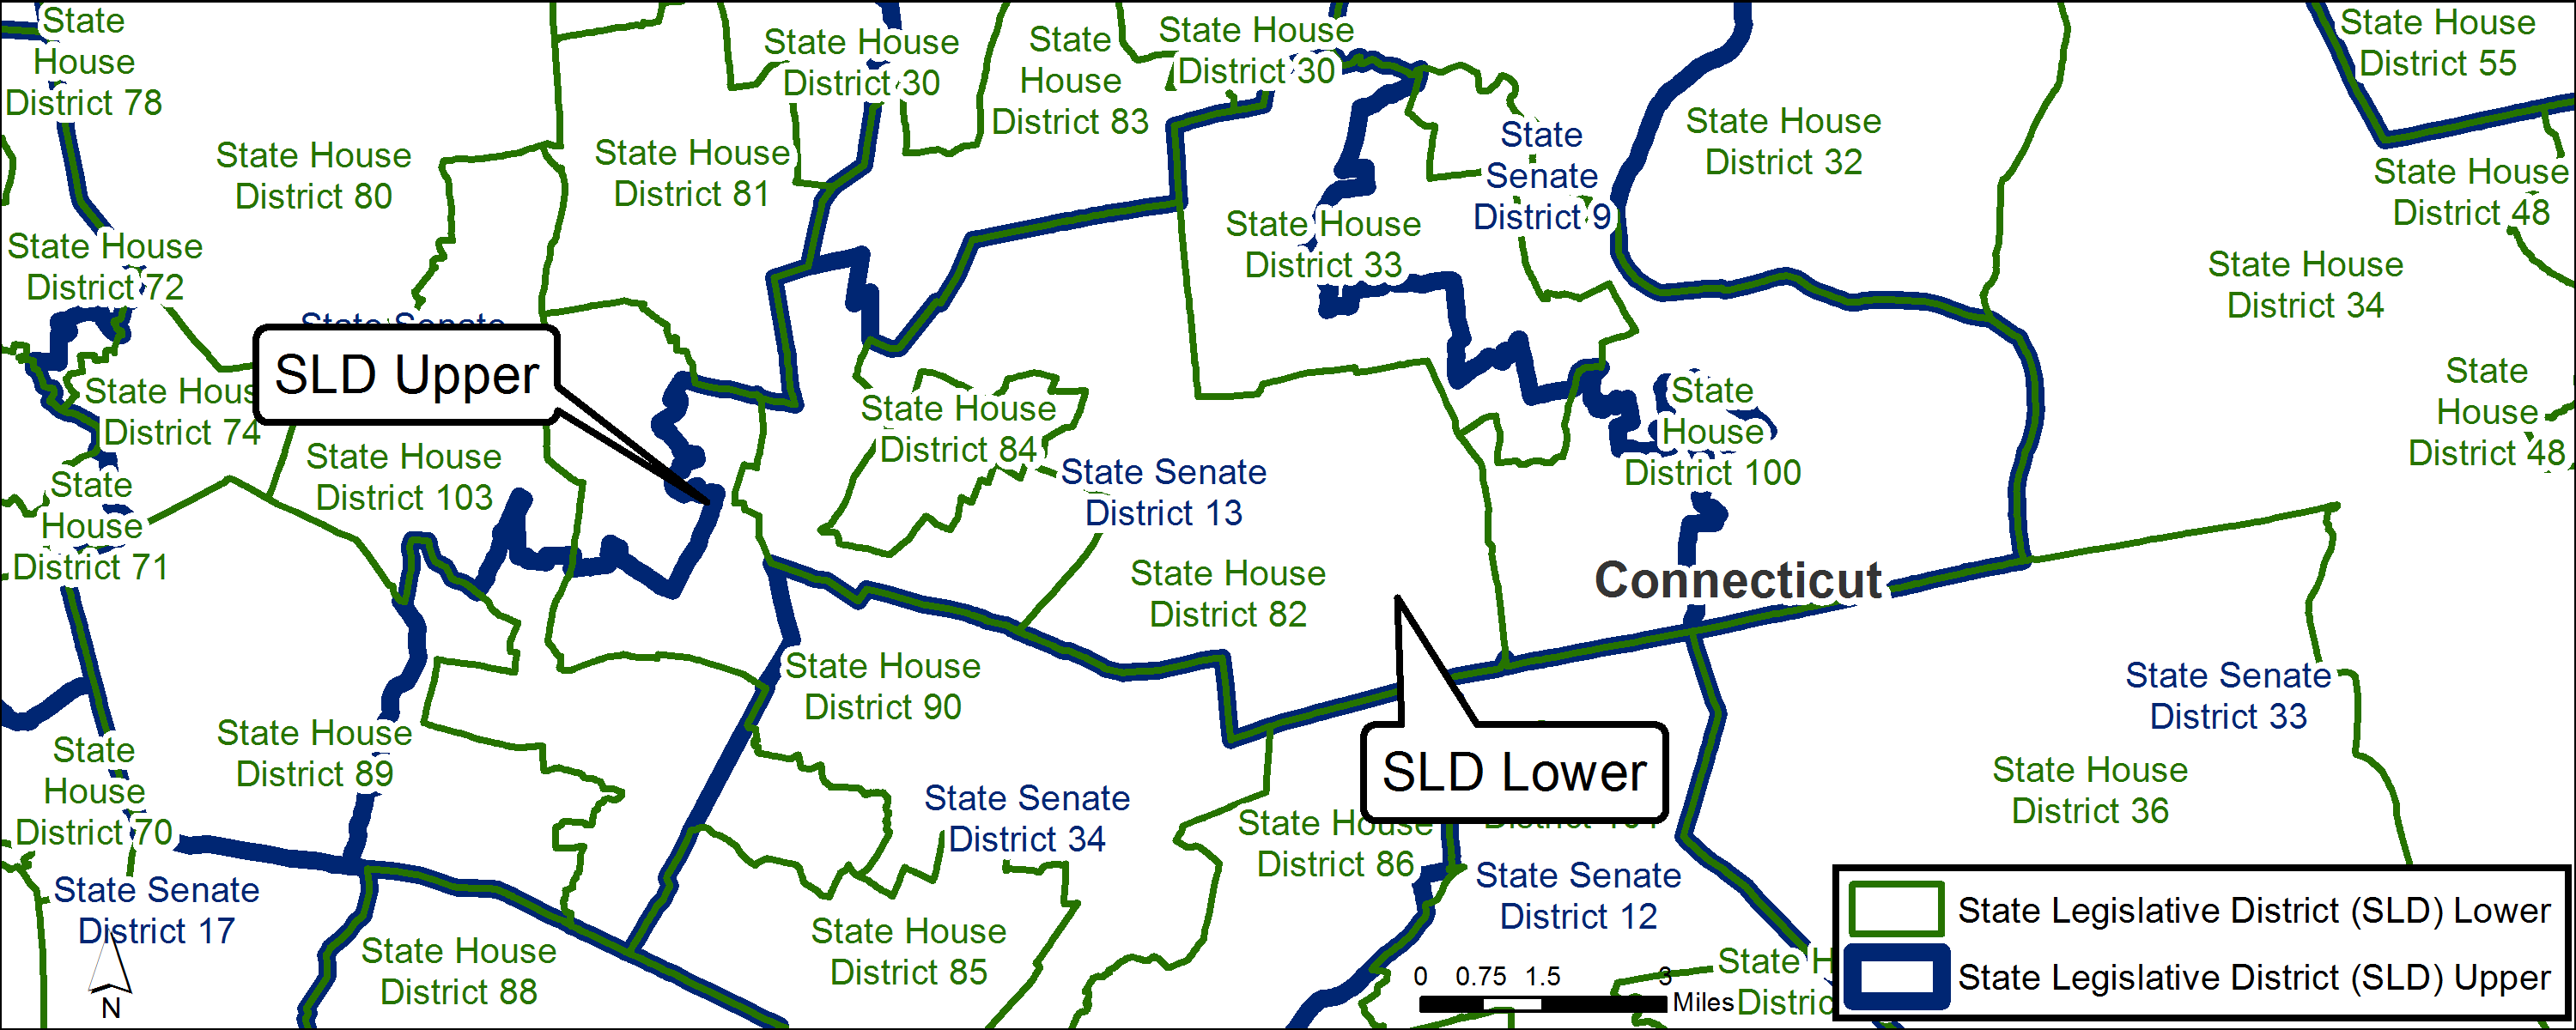 State
House
District 78
State House
District 30
State
House
District 83
State House
District 30
State House
District 55
State House
District 80
State House
District 81
State
Senate
District 9
State House
District 32
State House
District 48
State House
District 72
State House
District 33
State House
District 34
State Senate
SLD Upper
State Hous
District 74
State House
District 84
State
House
District 100
State
House
District 48
State House
District 103
State Senate
District 13
State
House
District 71
State House
District 82
Connecticut
State House
District 90
State Senate
District 33
State House
District 89
State
House
District 70
SLD Lower
State Senate
District 34
State House
District 86
State House
District 36
State Senate
District 17
State Senate
District 12
State House
District 88
State House
District 85
State H
Distric
N
0 0.75 1.5 3
Miles
State Legislative District (SLD) Lower
State Legislative District (SLD) Upper